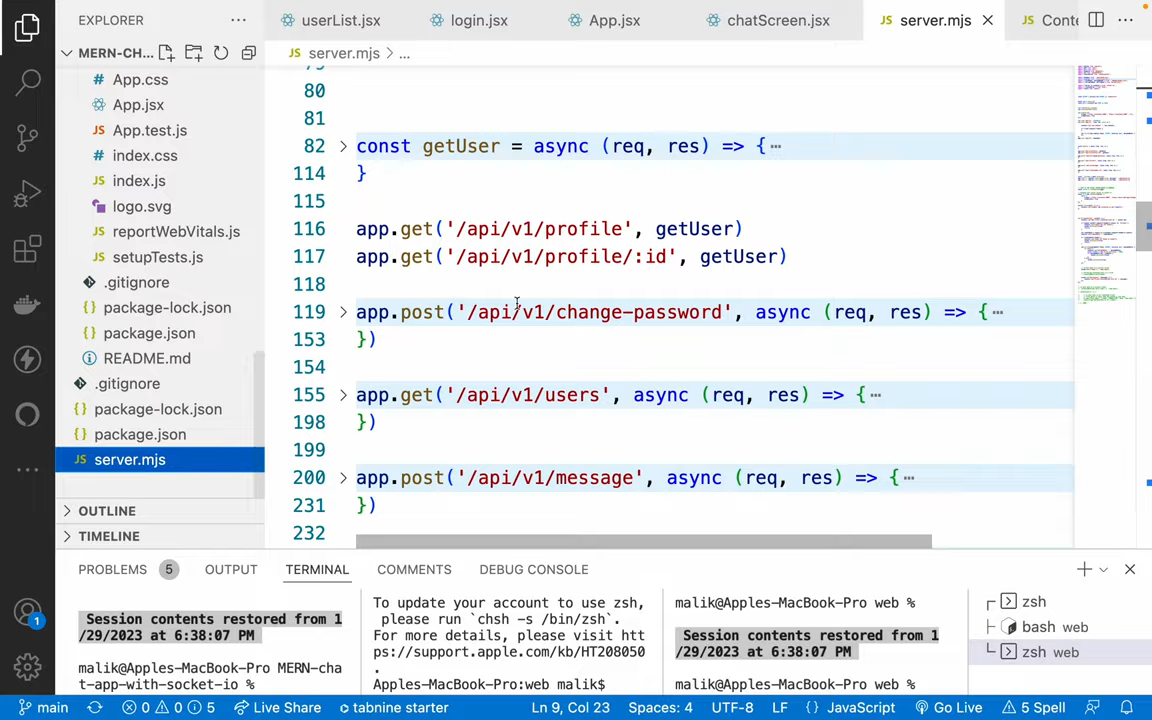 EXPLORER
userList.jsx
login.jsx
App.jsx
chatScreen.jsx
server.mjs
Conte
MERN-CH...
server.mjs > ...
App.css
App.jsx
App.test.js
index.css
index.js
logo.svg
reportWebVitals.js
setupTests.js
.gitignore
package-lock.json
package.json
README.md
.gitignore
package-lock.json
package.json
server.mjs
OUTLINE
TIMELINE
79
80
81
82 const getUser = async (req, res) => {…
114 }
115
116 app.get('/api/v1/profile', getUser)
117 app.get('/api/v1/profile/:id', getUser)
118
119 app.post('/api/v1/change-password', async (req, res) => {…
153 })
154
155 app.get('/api/v1/users', async (req, res) => {…
198 })
199
200 app.post('/api/v1/message', async (req, res) => {…
231 })
232
PROBLEMS 5 OUTPUT TERMINAL COMMENTS DEBUG CONSOLE
Session contents restored from 1
/29/2023 at 6:38:07 PM
malik@Apples-MacBook-Pro MERN-cha
t-app-with-socket-io %
To update your account to use zsh,
please run `chsh -s /bin/zsh`.
For more details, please visit htt
ps://support.apple.com/kb/HT208050
.
Apples-MacBook-Pro:web malik$
malik@Apples-MacBook-Pro web %
Session contents restored from 1
/29/2023 at 6:38:07 PM
malik@Apples-MacBook-Pro web %
zsh
bash web
zsh web
1
main 0 0 5 Live Share tabnine starter Ln 9, Col 23 Spaces: 4 UTF-8 LF {} JavaScript Go Live 5 Spell